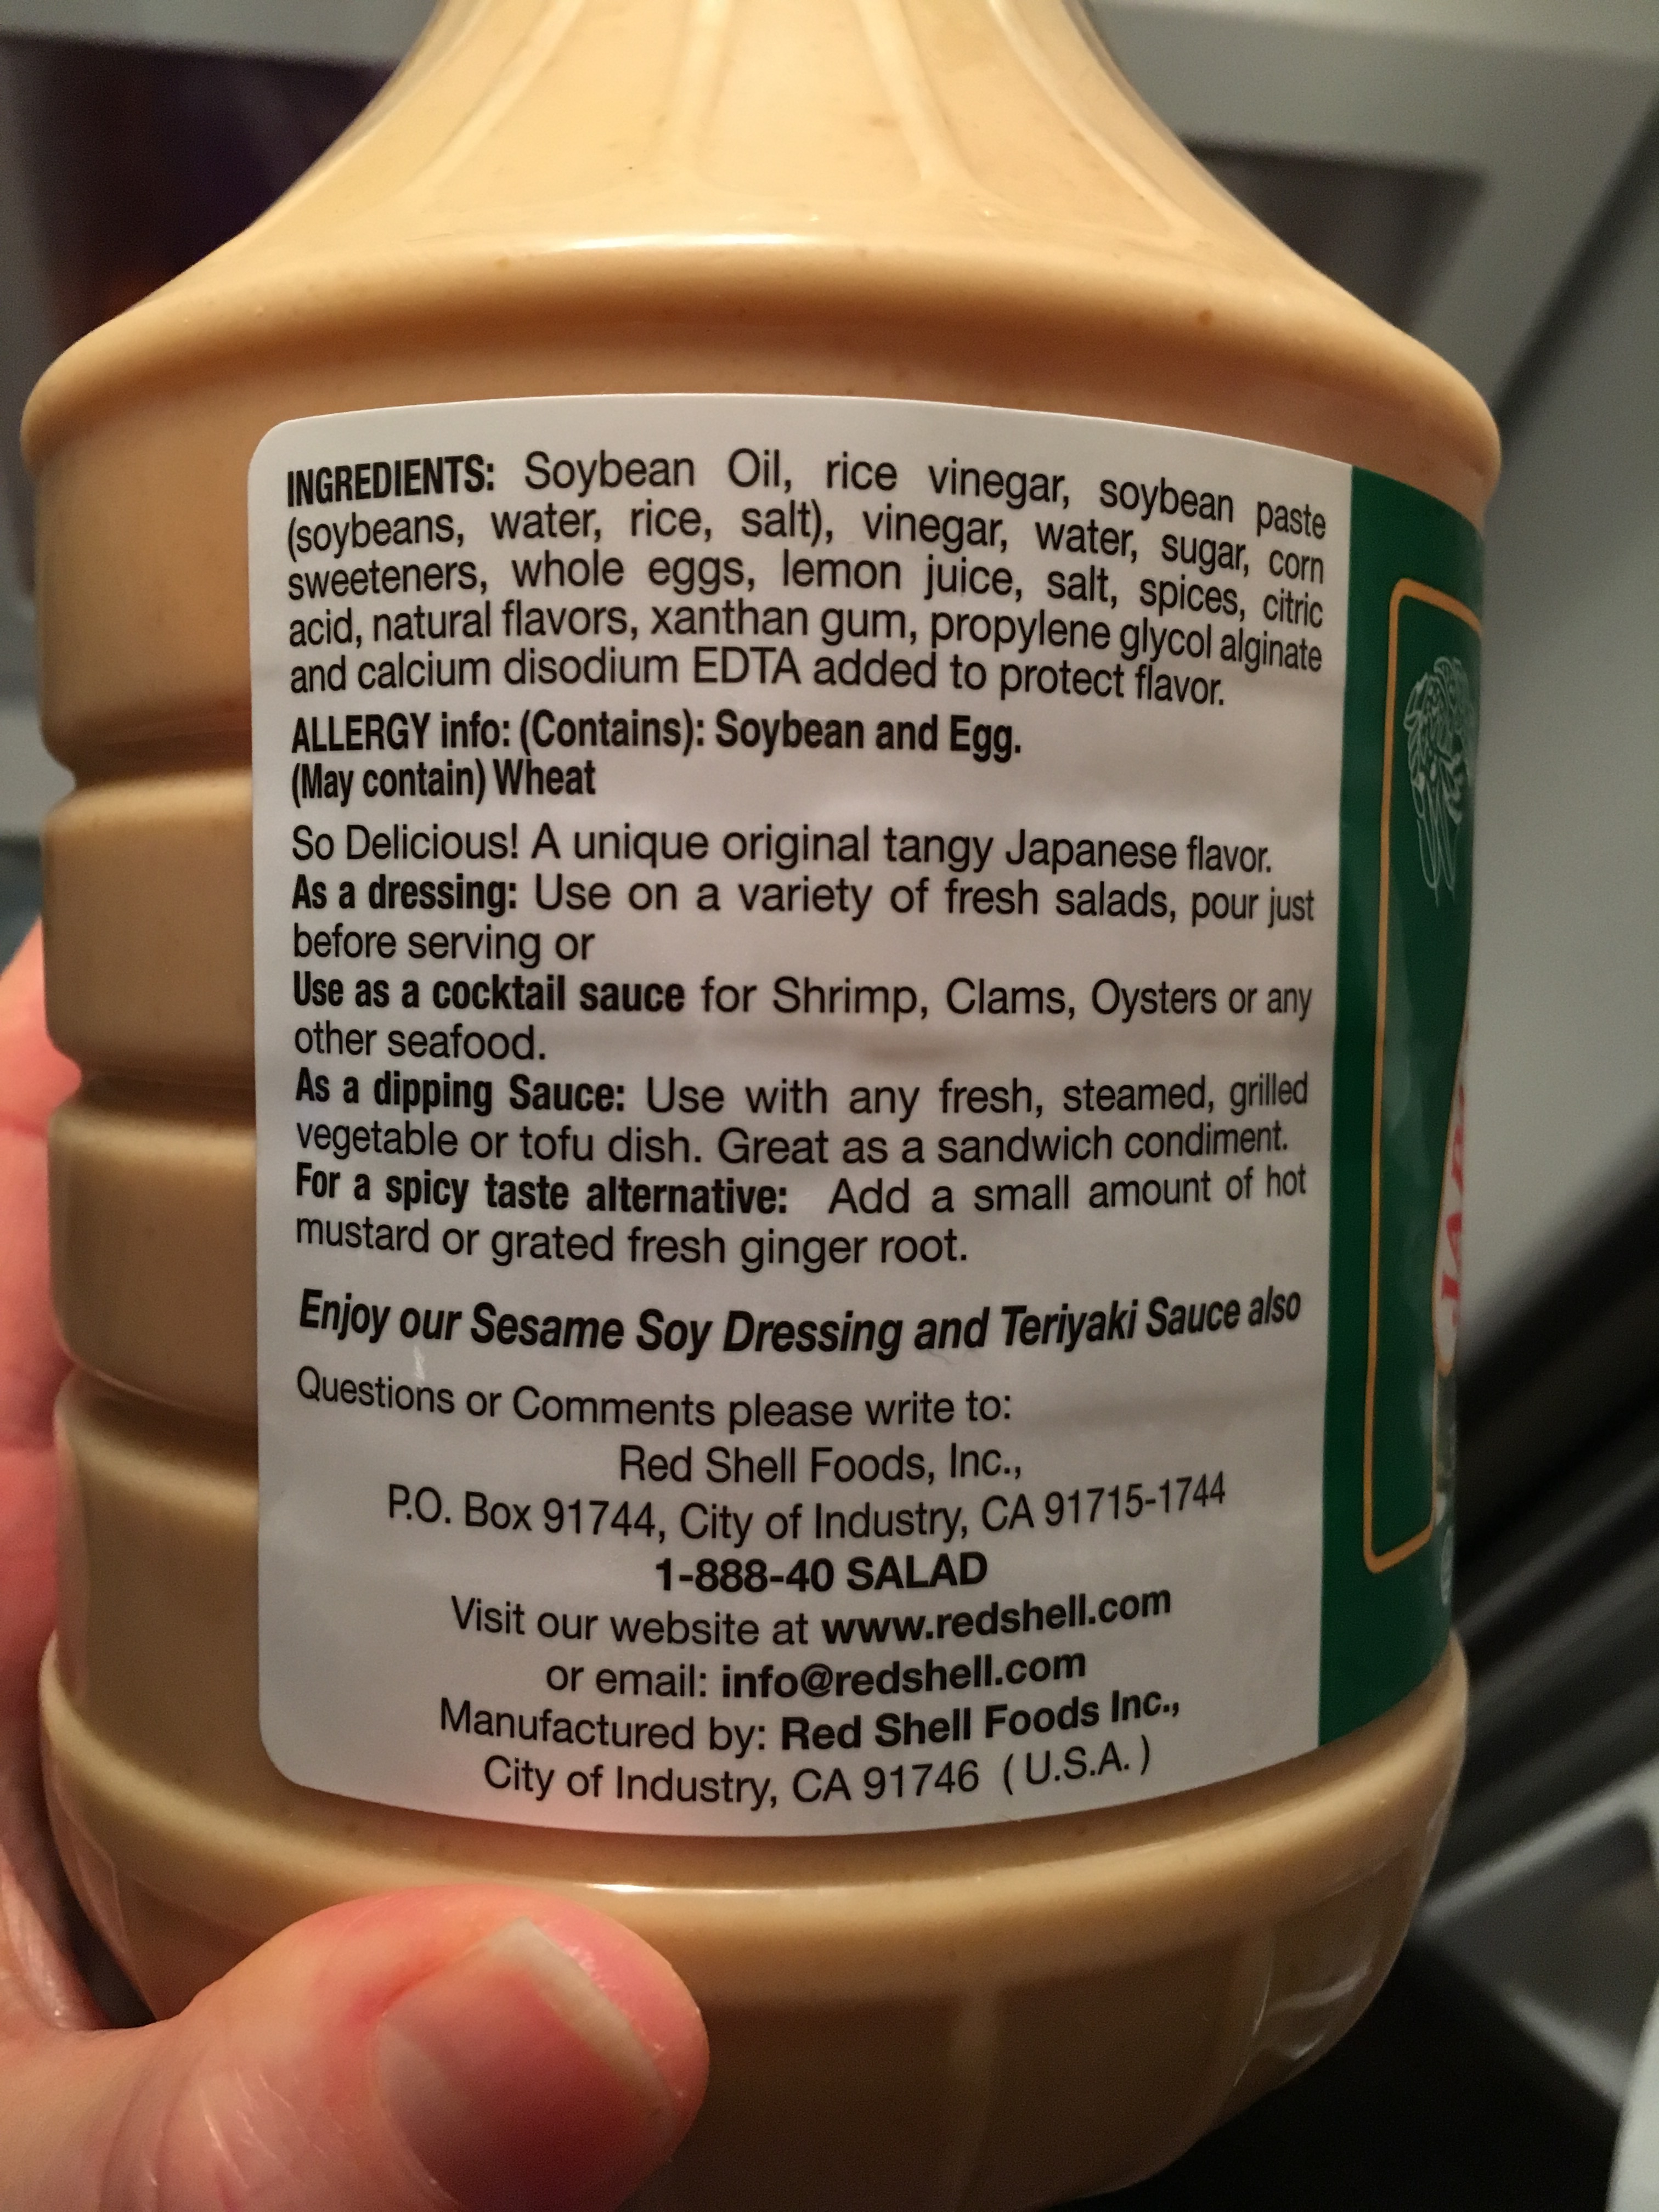 INGREDIENTS: Soybean Oil, rice vinegar, soybean paste
(soybeans, water, rice, salt), vinegar, water, sugar, corn
sweeteners, whole eggs, lemon juice, salt, spices, citric
acid, natural flavors, xanthan gum, propylene glycol alginate
and calcium disodium EDTA added to protect flavor.
ALLERGY info: (Contains): Soybean and Egg.
(May contain) Wheat
So Delicious! A unique original tangy Japanese flavor.
As a dressing: Use on a variety of fresh salads, pour just
before serving or
Use as a cocktail sauce for Shrimp, Clams, Oysters or any
other seafood.
As a dipping Sauce: Use with any fresh, steamed, grilled
vegetable or tofu dish. Great as a sandwich condiment.
For a spicy taste alternative: Add a small amount of hot
mustard or grated fresh ginger root.
Enjoy our Sesame Soy Dressing and Teriyaki Sauce also
Questions or Comments please write to:
Red Shell Foods, Inc.,
P.O. Box 91744, City of Industry, CA 91715-1744
1-888-40 SALAD
Visit our website at www.redshell.com
or email: info@redshell.com
Manufactured by: Red Shell Foods Inc.,
City of Industry, CA 91746 ( U.S.A. )